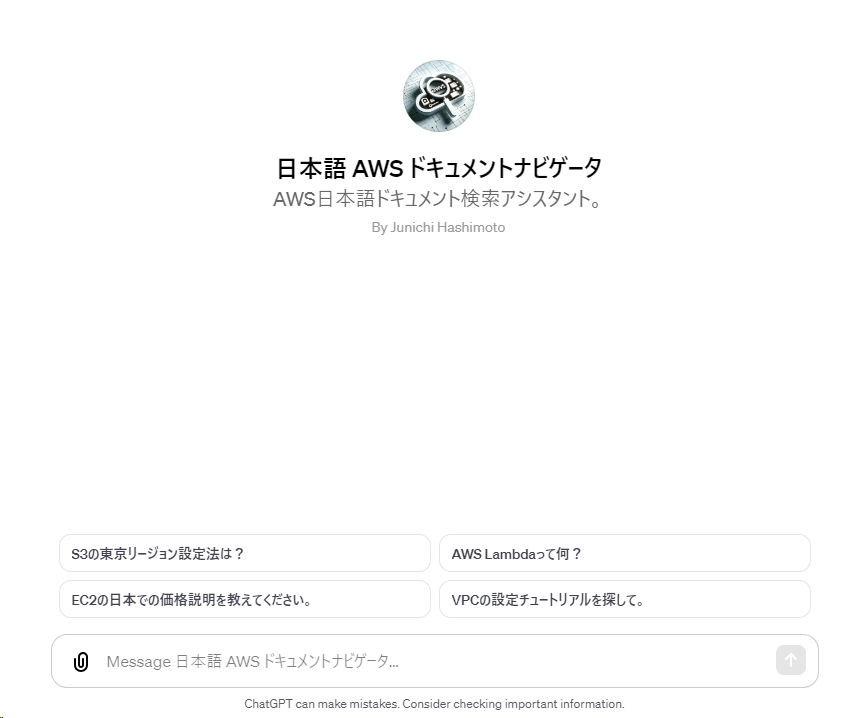 日本語 AWS ドキュメントナビゲータ
AWS日本語ドキュメント検索アシスタント。
By Junichi Hashimoto
S3の東京リージョン設定法は？
AWS Lambdaって何？
EC2の日本での価格説明を教えてください。
VPCの設定チュートリアルを探して。
Message 日本語 AWS ドキュメントナビゲータ...
ChatGPT can make mistakes. Consider checking important information.